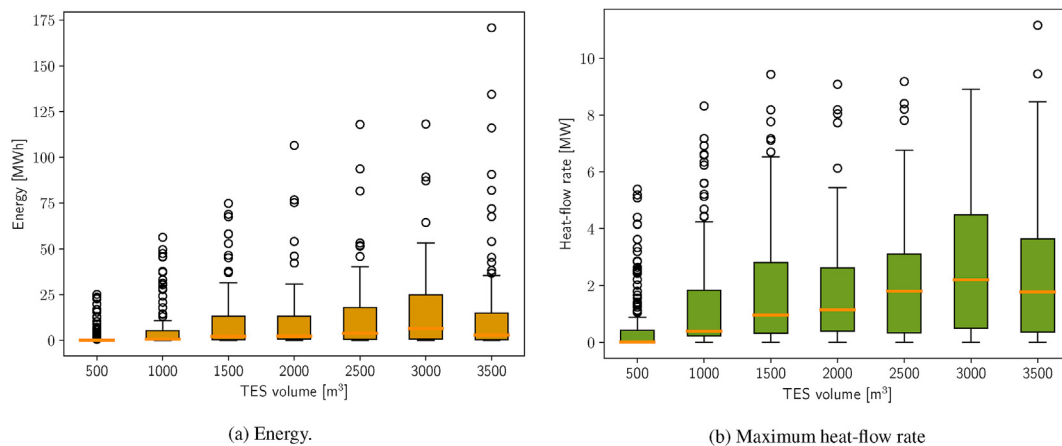 175
150
125
100
75
50
25
0
Energy [MWh]
500 1000 1500 2000 2500 3000 3500
TES volume [m³]
(a) Energy.
10
8
6
4
2
0
Heat-flow rate [MW]
500 1000 1500 2000 2500 3000 3500
TES volume [m³]
(b) Maximum heat-flow rate